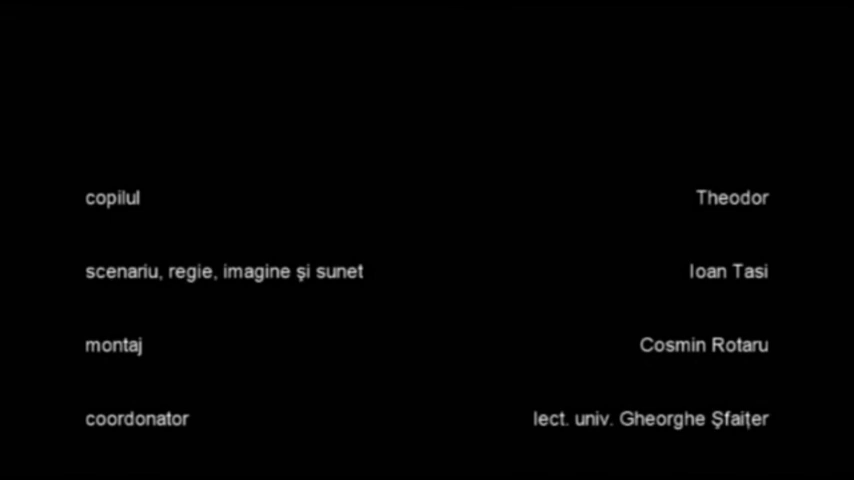 copilul Theodor
scenariu, regie, imagine şi sunet Ioan Tasi
montaj Cosmin Rotaru
coordonator lect. univ. Gheorghe Şfaiţer